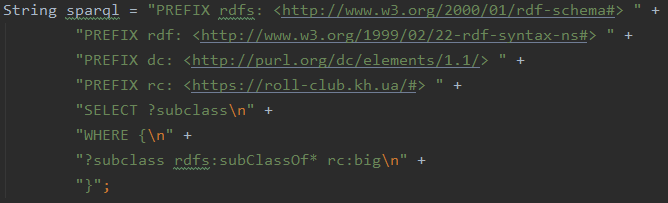 String sparql = "PREFIX rdfs: <http://www.w3.org/2000/01/rdf-schema#> " +
"PREFIX rdf: <http://www.w3.org/1999/02/22-rdf-syntax-ns#> " +
"PREFIX dc: <http://purl.org/dc/elements/1.1/> " +
"PREFIX rc: <https://roll-club.kh.ua/#> " +
"SELECT ?subclass\n" +
"WHERE {\n" +
"?subclass rdfs:subClassOf* rc:big\n" +
"}";